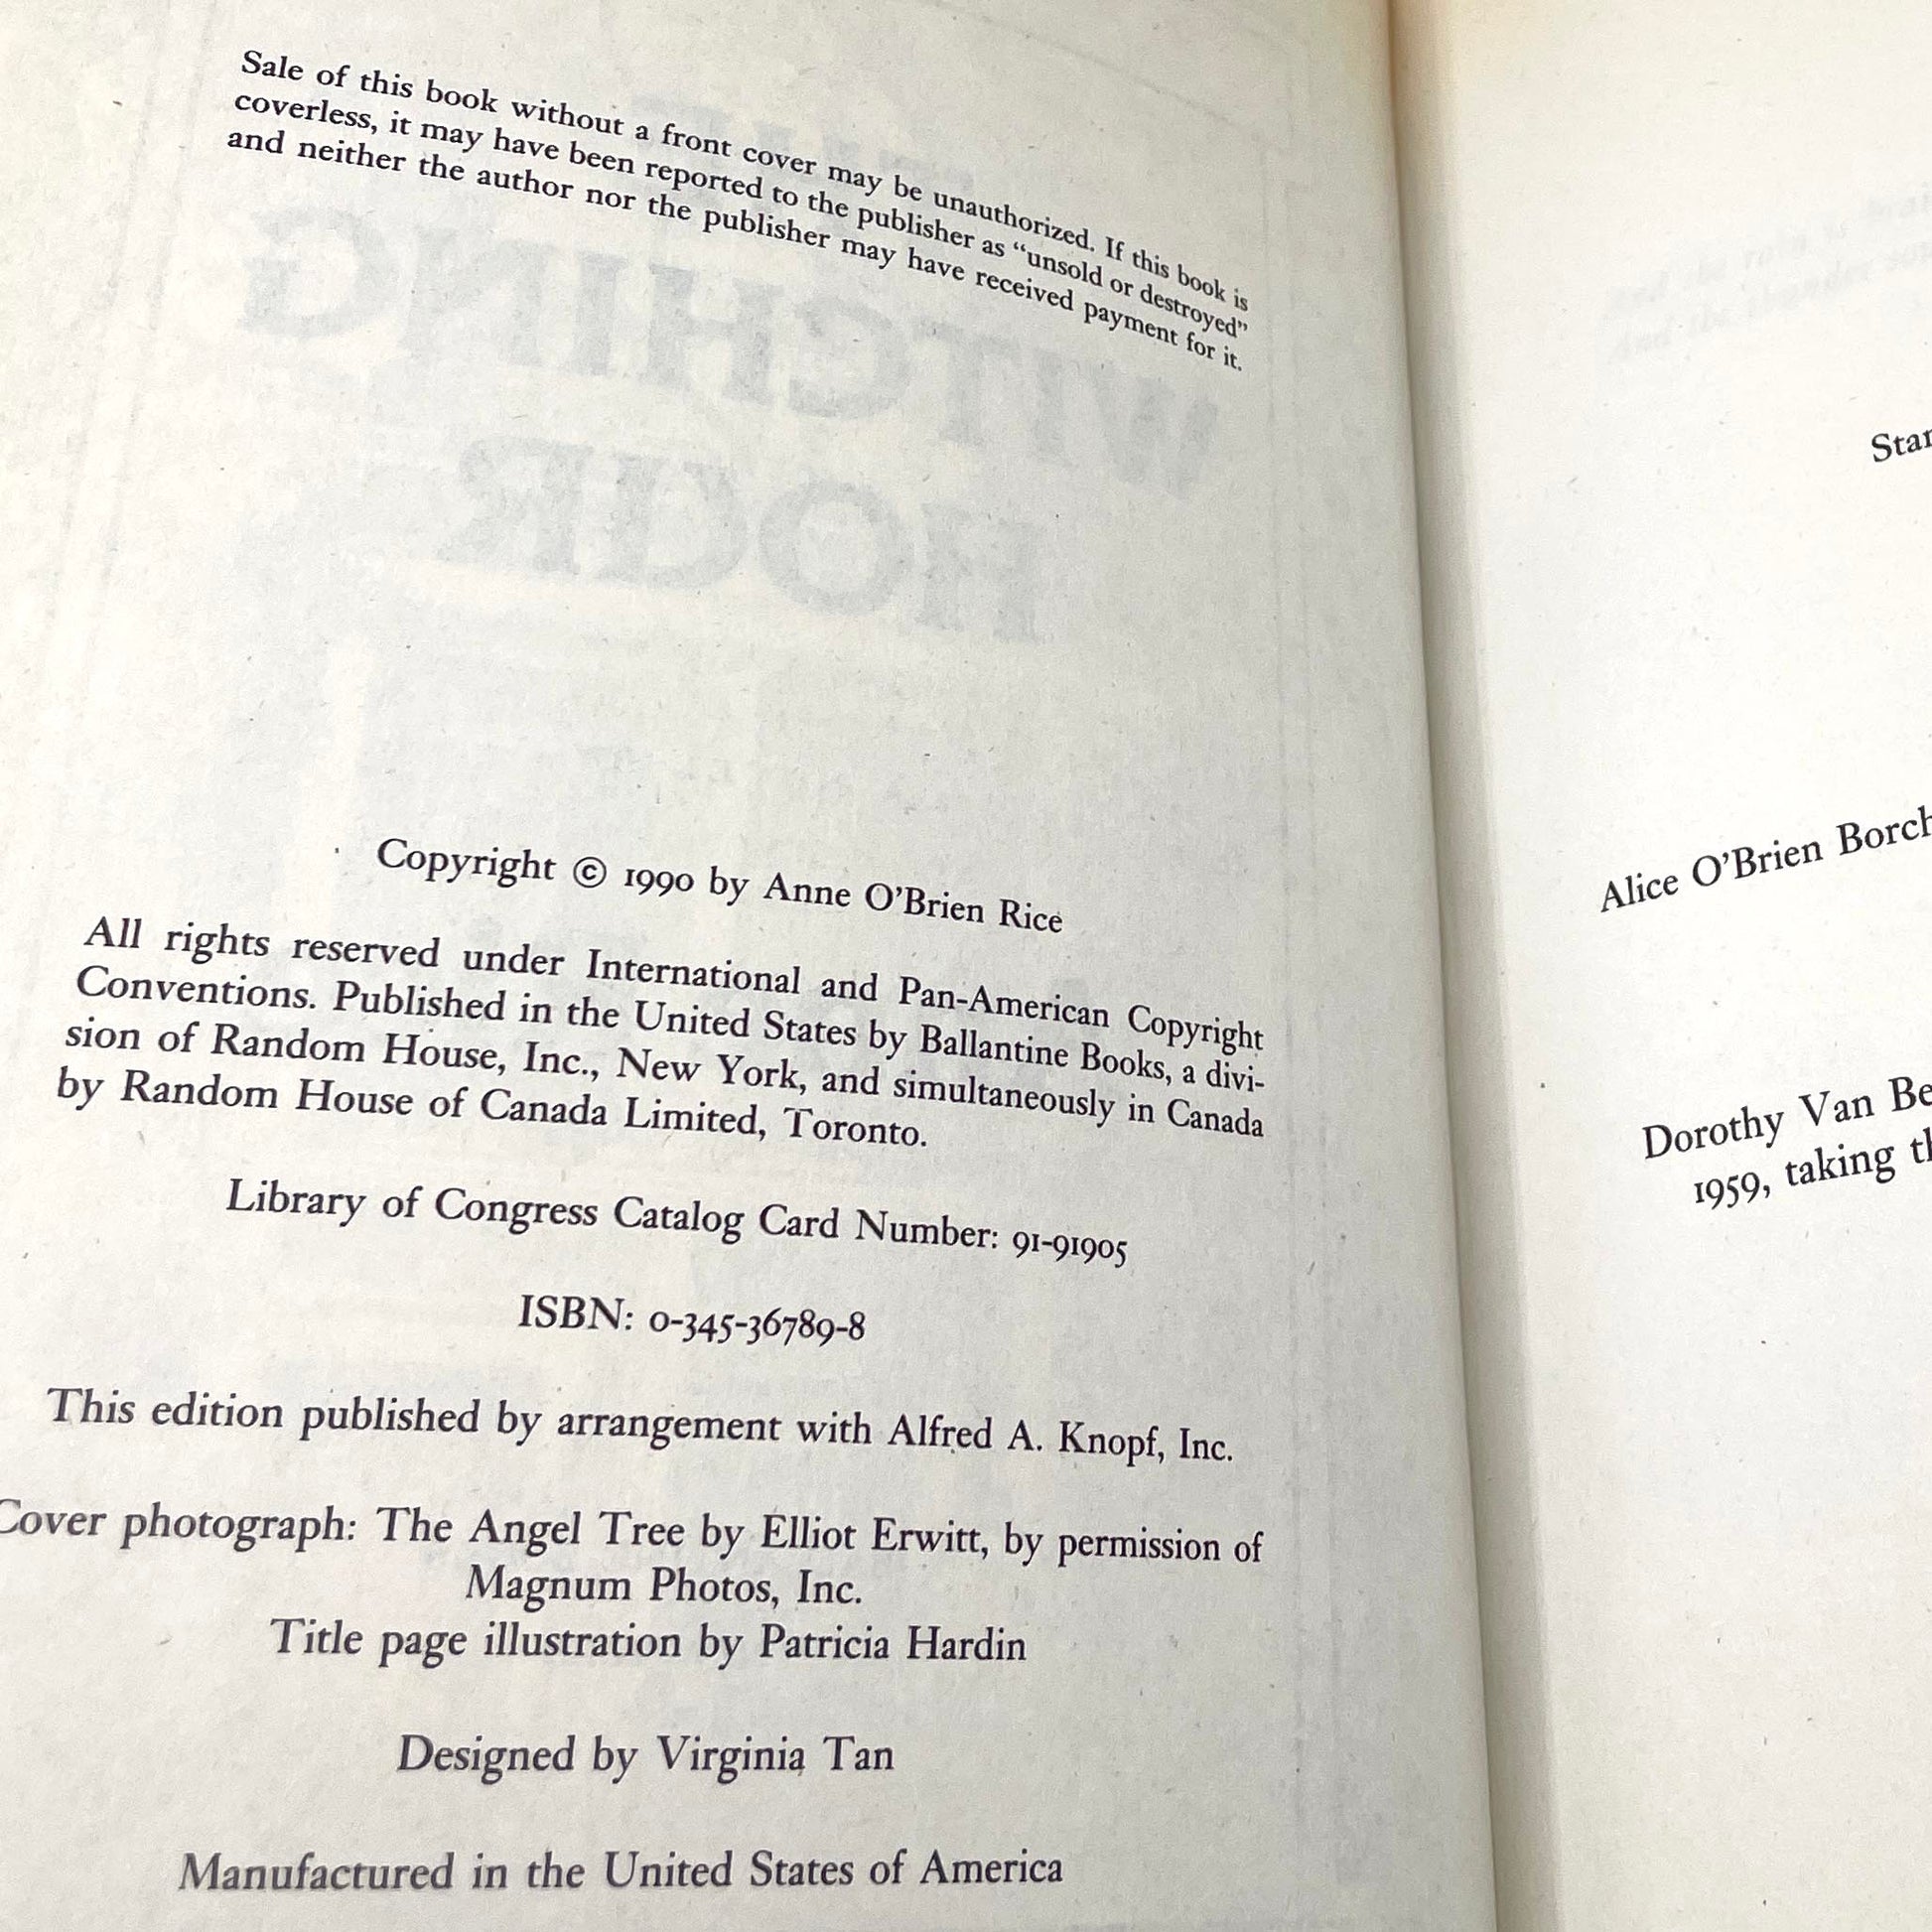 Sale of this book without a front cover may be unauthorized. If this book is
coverless, it may have been reported to the publisher as “unsold or destroyed”
and neither the author nor the publisher may have received payment for it.
WITCHING
HOUR
Copyright © 1990 by Anne O’Brien Rice
All rights reserved under International and Pan-American Copyright
Conventions. Published in the United States by Ballantine Books, a divi-
sion of Random House, Inc., New York, and simultaneously in Canada
by Random House of Canada Limited, Toronto.
Library of Congress Catalog Card Number: 91-91905
ISBN: 0-345-36789-8
This edition published by arrangement with Alfred A. Knopf, Inc.
Cover photograph: The Angel Tree by Elliot Erwitt, by permission of
Magnum Photos, Inc.
Title page illustration by Patricia Hardin
Designed by Virginia Tan
Manufactured in the United States of America
Stan
Alice O’Brien Borch
Dorothy Van Be
1959, taking th